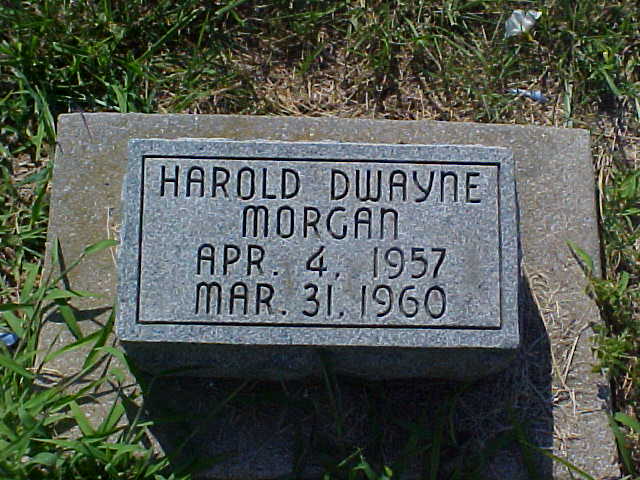 HAROLD DWAYNE
MORGAN
APR. 4, 1957
MAR. 31, 1960